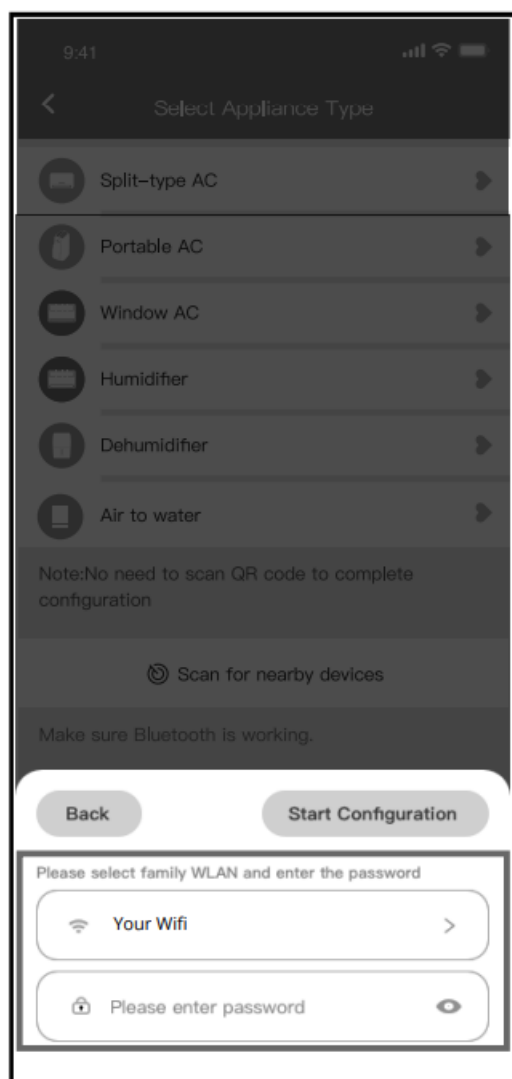 9:41
Select Appliance Type
Split-type AC
Portable AC
Window AC
Humidifier
Dehumidifier
Air to water
Note:No need to scan QR code to complete
configuration
Scan for nearby devices
Make sure Bluetooth is working.
Back
Start Configuration
Please select family WLAN and enter the password
Your Wifi
Please enter password